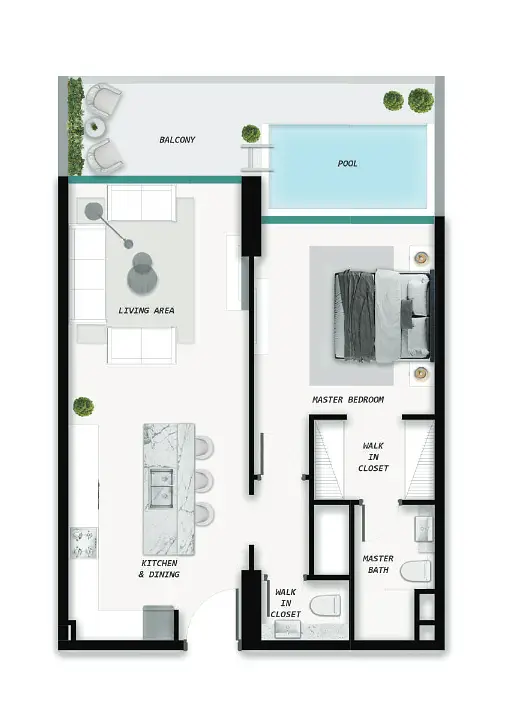 BALCONY
POOL
LIVING AREA
MASTER BEDROOM
WALK
IN
CLOSET
KITCHEN
& DINING
MASTER
BATH
WALK
IN
CLOSET